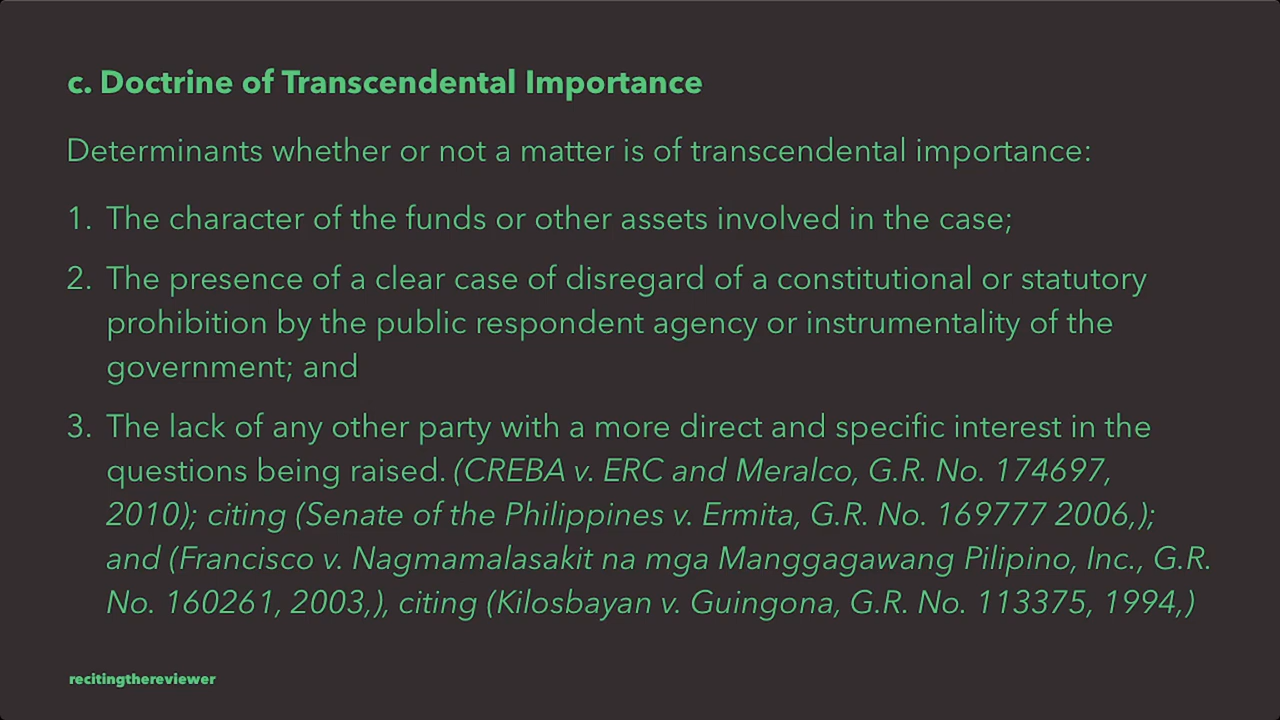 c. Doctrine of Transcendental Importance
Determinants whether or not a matter is of transcendental importance:
1. The character of the funds or other assets involved in the case;
2. The presence of a clear case of disregard of a constitutional or statutory
prohibition by the public respondent agency or instrumentality of the
government; and
3. The lack of any other party with a more direct and specific interest in the
questions being raised. (CREBA v. ERC and Meralco, G.R. No. 174697,
2010); citing (Senate of the Philippines v. Ermita, G.R. No. 169777 2006,);
and (Francisco v. Nagmamalasakit na mga Manggagawang Pilipino, Inc., G.R.
No. 160261, 2003,), citing (Kilosbayan v. Guingona, G.R. No. 113375, 1994,)
recitingthereviewer